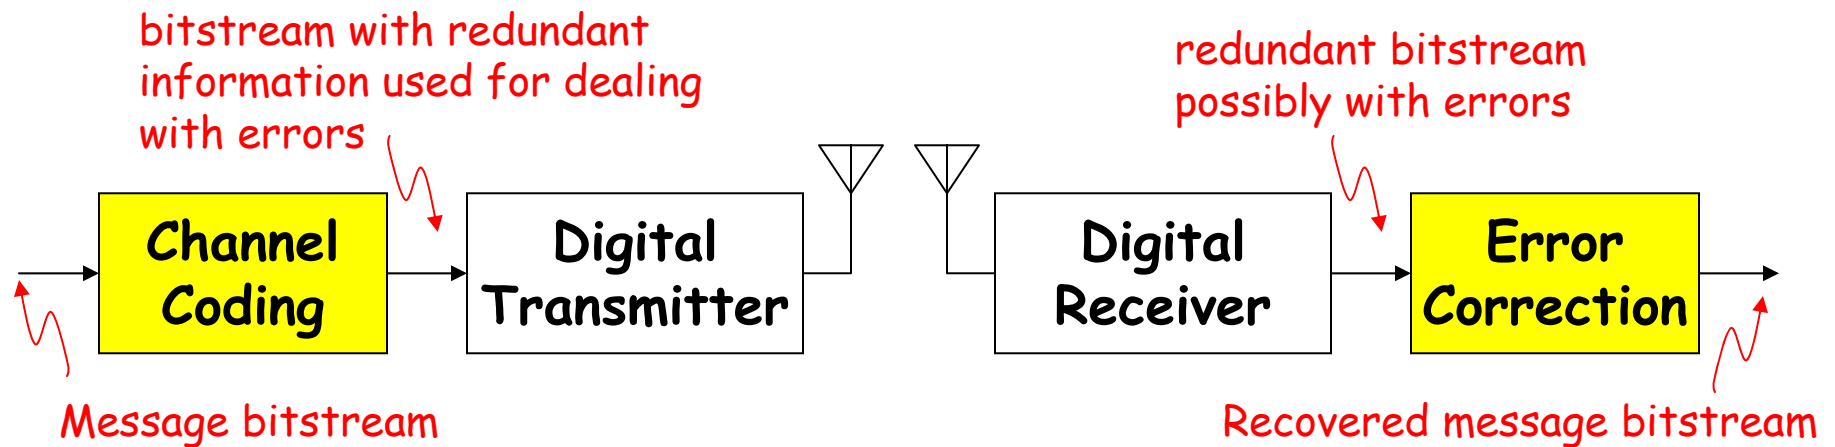 bitstream with redundant
information used for dealing
with errors
redundant bitstream
possibly with errors
Channel
Coding
Digital
Transmitter
Digital
Receiver
Error
Correction
Message bitstream
Recovered message bitstream